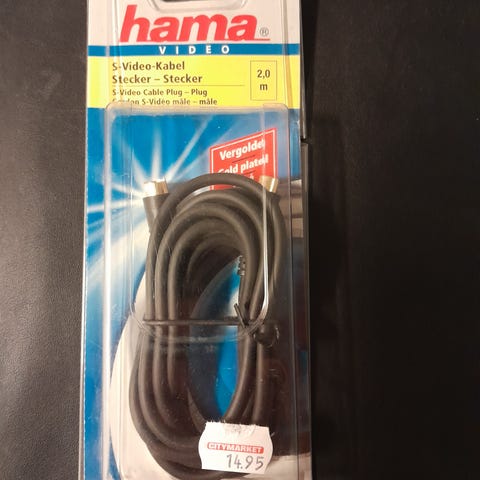 hama®
VIDEO
S-Video-Kabel
Stecker – Stecker
2,0
m
S-Video Cable Plug – Plug
Cordon S-Vidéo mâle – mâle
Vergoldet
Gold plated
CITYMARKET
14.95